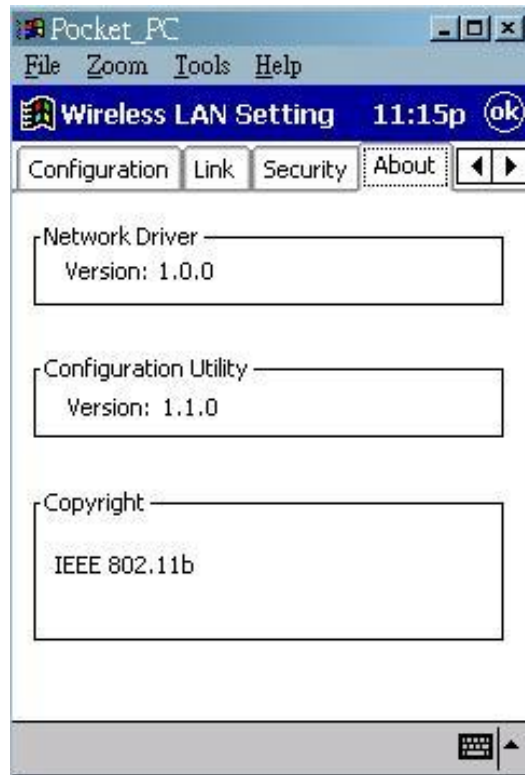 Pocket_PC
File Zoom Tools Help
Wireless LAN Setting 11:15p ok
Configuration Link Security About
Network Driver
Version: 1.0.0
Configuration Utility
Version: 1.1.0
Copyright
IEEE 802.11b